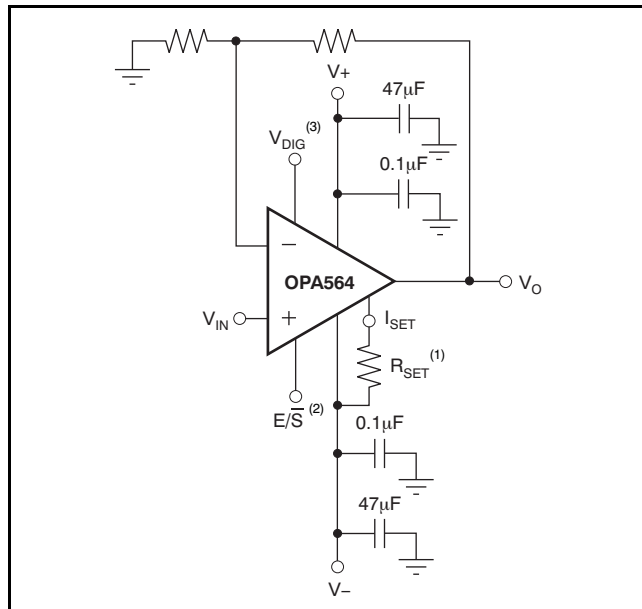 V+
47μF
V_DIG (3)
0.1μF
−
OPA564
V_O
V_IN
+
I_SET
R_SET (1)
E/S̅ (2)
0.1μF
47μF
V−